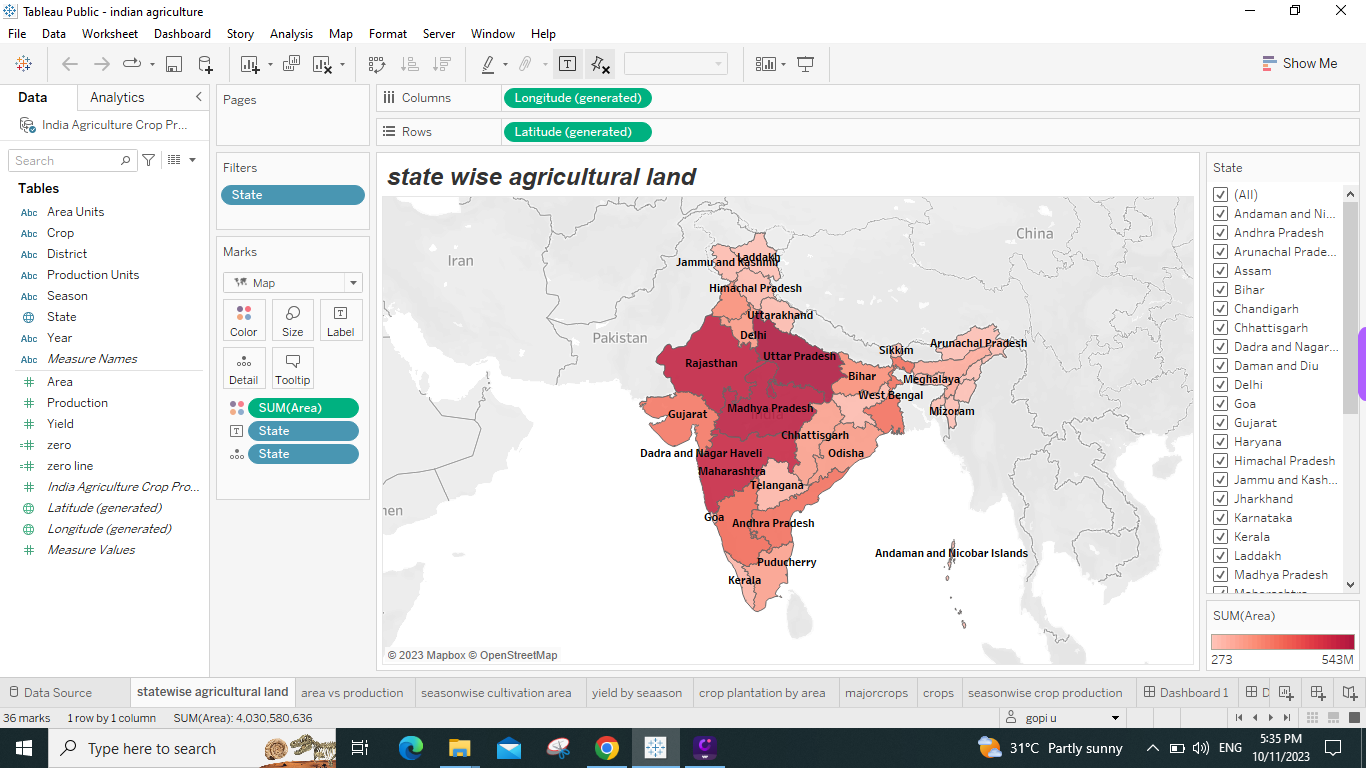 Tableau Public - indian agriculture
File Data Worksheet Dashboard Story Analysis Map Format Server Window Help
Show Me
Data Analytics
India Agriculture Crop Pr...
Search
Tables
Abc Area Units
Abc Crop
Abc District
Abc Production Units
Abc Season
State
Abc Year
Abc Measure Names
Area
Production
Yield
zero
zero line
India Agriculture Crop Pro...
Latitude (generated)
Longitude (generated)
Measure Values
Pages
Filters
State
Marks
Map
Color Size Label
Detail Tooltip
SUM(Area)
State
State
Columns Longitude (generated)
Rows Latitude (generated)
state wise agricultural land
China
Iran
Laddakh
Jammu and Kashmir
Himachal Pradesh
Uttarakhand
Pakistan
Delhi
Arunachal Pradesh
Sikkim
Uttar Pradesh
Rajasthan
Bihar
Meghalaya
West Bengal
Madhya Pradesh
India
Mizoram
Gujarat
Chhattisgarh
Dadra and Nagar Haveli
Odisha
Maharashtra
Telangana
men
Goa
Andhra Pradesh
Andaman and Nicobar Islands
Puducherry
Kerala
© 2023 Mapbox © OpenStreetMap
State
(All)
Andaman and Ni...
Andhra Pradesh
Arunachal Prade...
Assam
Bihar
Chandigarh
Chhattisgarh
Dadra and Nagar...
Daman and Diu
Delhi
Goa
Gujarat
Haryana
Himachal Pradesh
Jammu and Kash...
Jharkhand
Karnataka
Kerala
Laddakh
Madhya Pradesh
Maharashtra
SUM(Area)
273 543M
Data Source statewise agricultural land area vs production seasonwise cultivation area yield by seaason crop plantation by area majorcrops crops seasonwise crop production Dashboard 1 D
36 marks 1 row by 1 column SUM(Area): 4,030,580,636 gopi u
Type here to search 31°C Partly sunny ENG 5:35 PM
10/11/2023